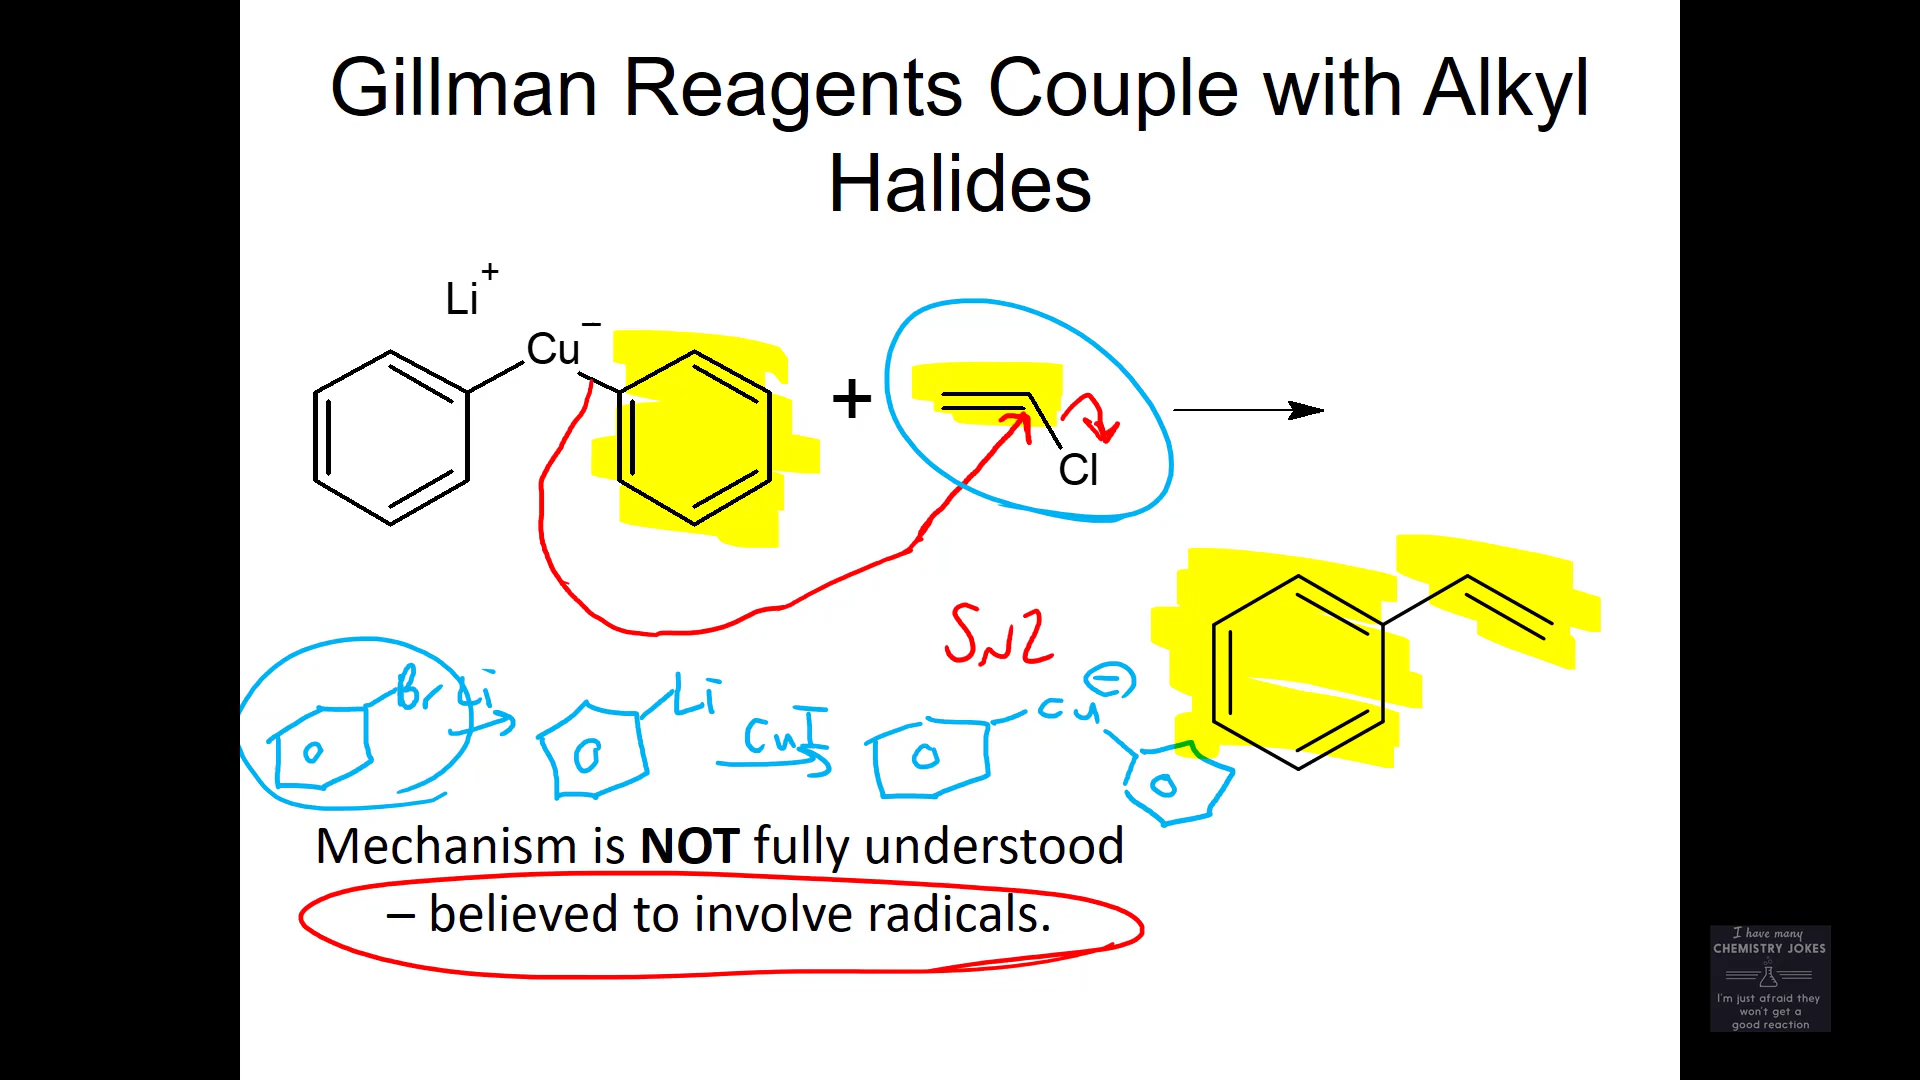 Gillman Reagents Couple with Alkyl
Halides
Li+
Cu−
+
Cl
SN2
Br Li
Li
CuI
Cu −
Mechanism is NOT fully understood
– believed to involve radicals.
I have many
CHEMISTRY JOKES
I'm just afraid they
won't get a
good reaction